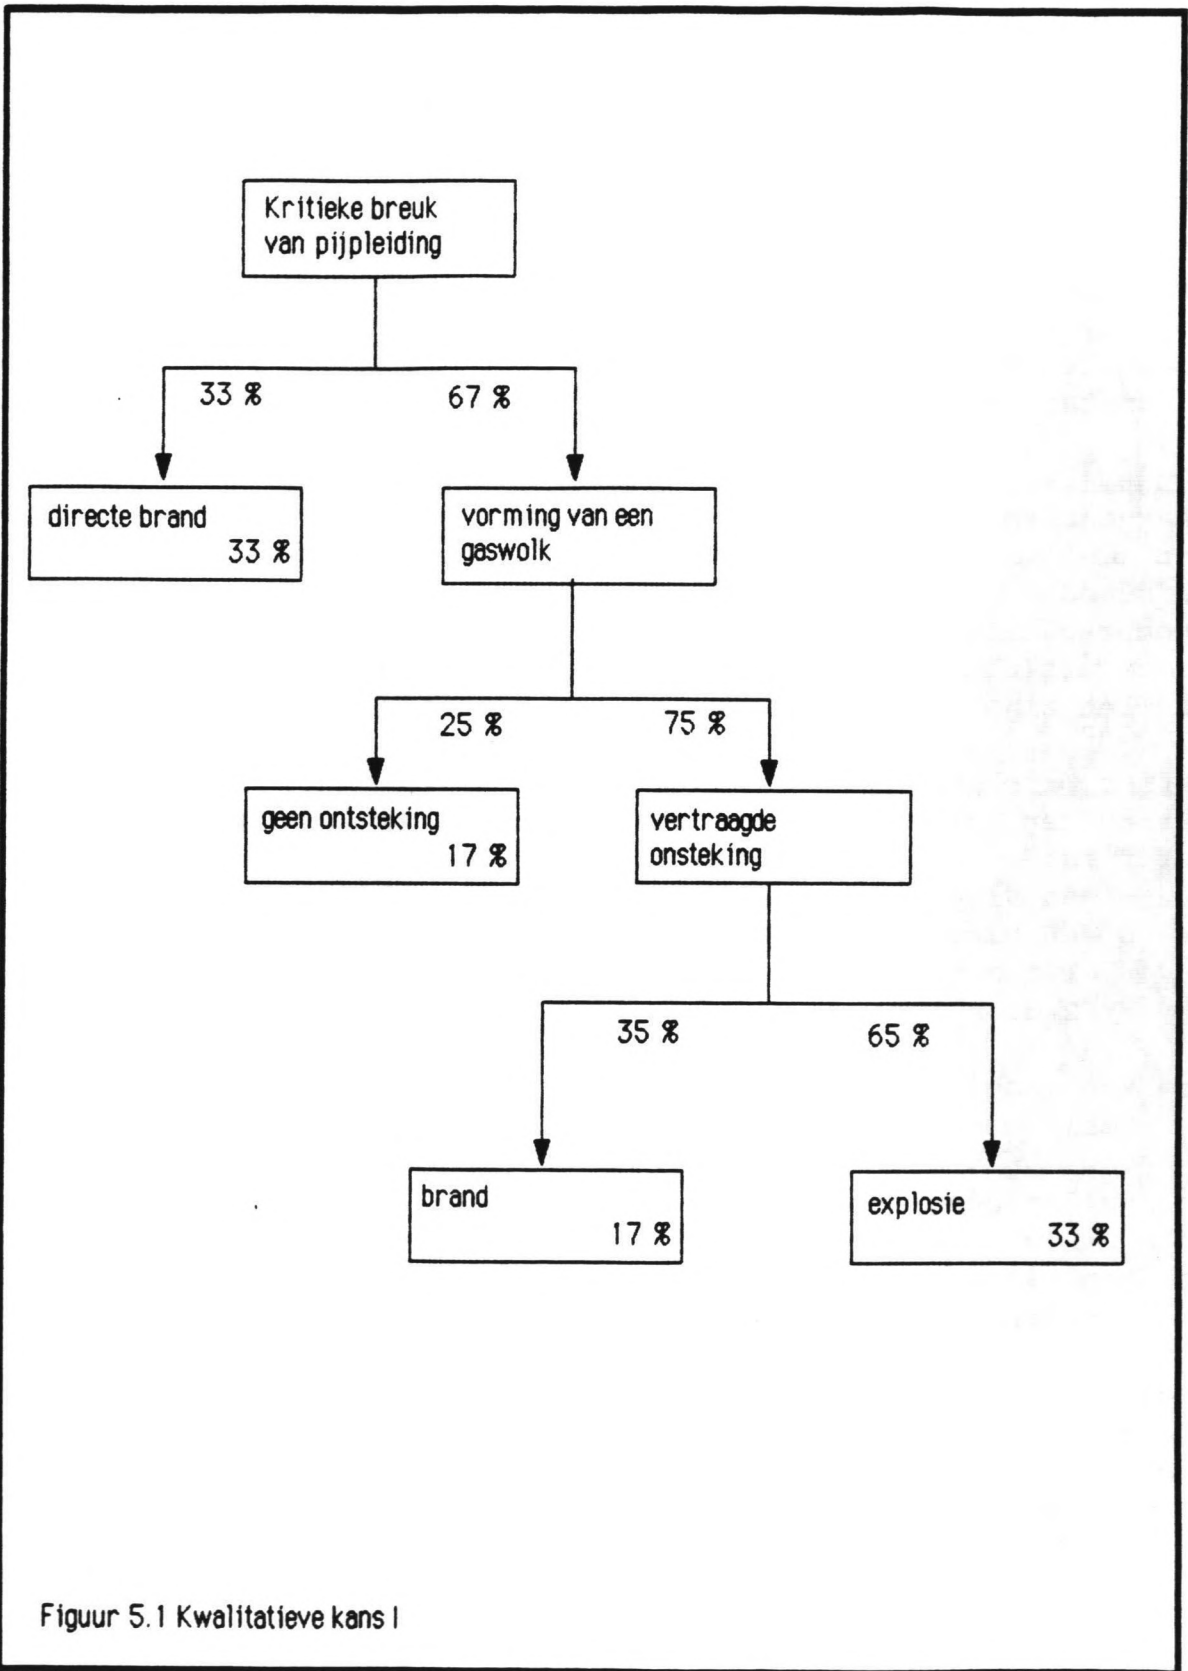 Kritieke breuk
van pijpleiding
33 %
67 %
directe brand
33 %
vorming van een
gaswolk
25 %
75 %
geen ontsteking
17 %
vertraagde
onsteking
35 %
65 %
brand
17 %
explosie
33 %
Figuur 5.1 Kwalitatieve kans I